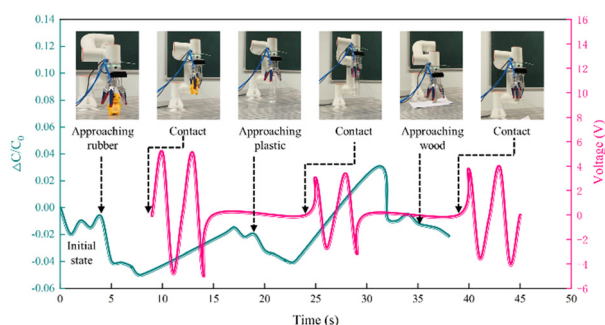 0.14
0.12
0.10
0.08
0.06
0.04
0.02
0.00
-0.02
-0.04
-0.06
ΔC/C₀
16
14
12
10
8
6
4
2
0
-2
-4
-6
Voltage (V)
Approaching
rubber
Contact
Approaching
plastic
Contact
Approaching
wood
Contact
Initial
state
0
5
10
15
20
25
30
35
40
45
50
Time (s)